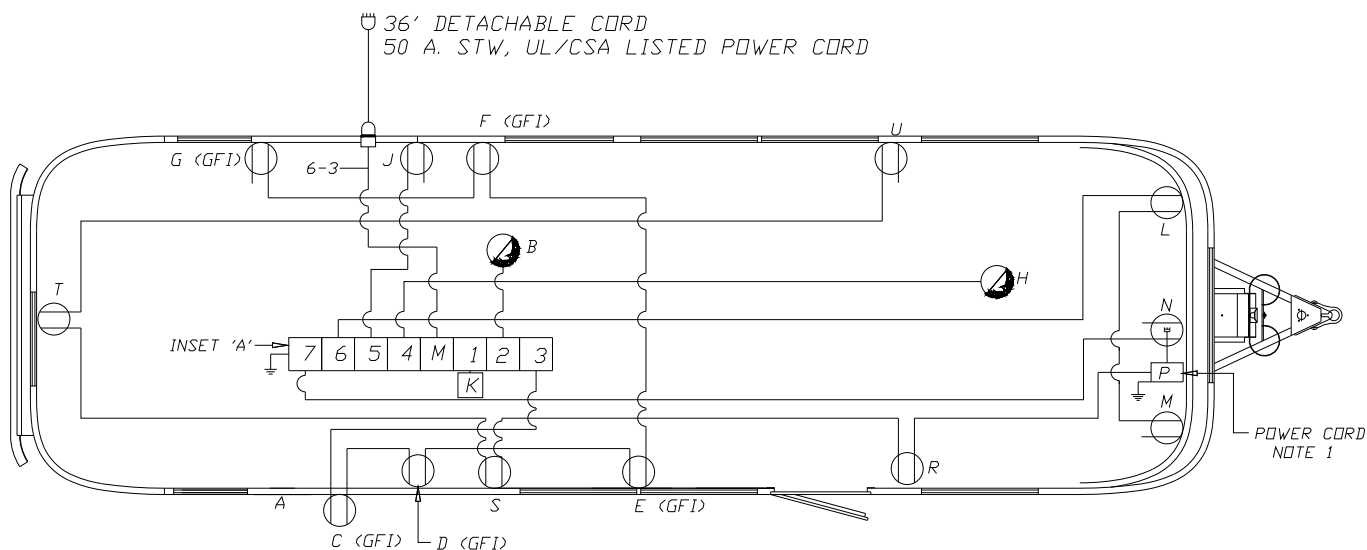 36' DETACHABLE CORD
50 A. STW, UL/CSA LISTED POWER CORD
F (GFI)
U
G (GFI)
J
6-3
L
B
H
T
N
INSET 'A'
7 6 5 4 M 1 2 3
K
P
M
POWER CORD
NOTE 1
R
A
S
E (GFI)
C (GFI)
D (GFI)